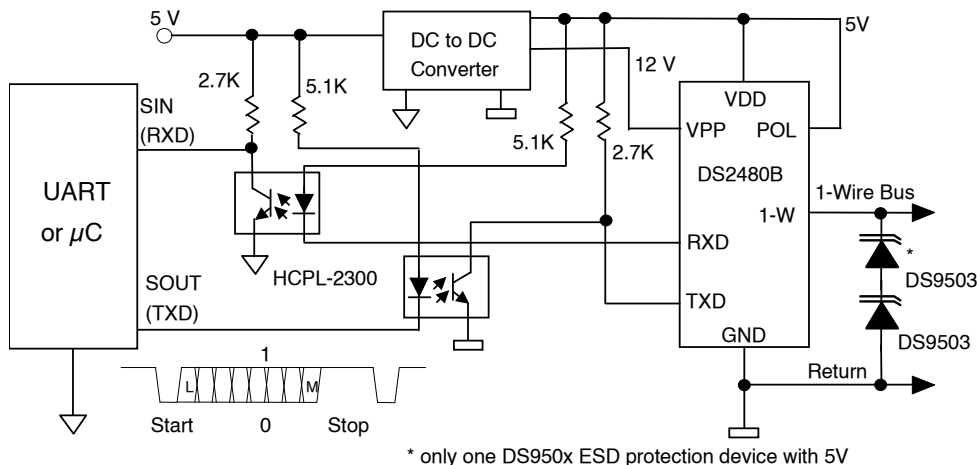 5 V
DC to DC
Converter
5V
12 V
2.7K
5.1K
SIN
(RXD)
5.1K
2.7K
VDD
VPP
POL
DS2480B
UART
or µC
1-Wire Bus
1-W
RXD
HCPL-2300
*
DS9503
SOUT
(TXD)
TXD
DS9503
GND
1
L
M
Return
Start
0
Stop
* only one DS950x ESD protection device with 5V